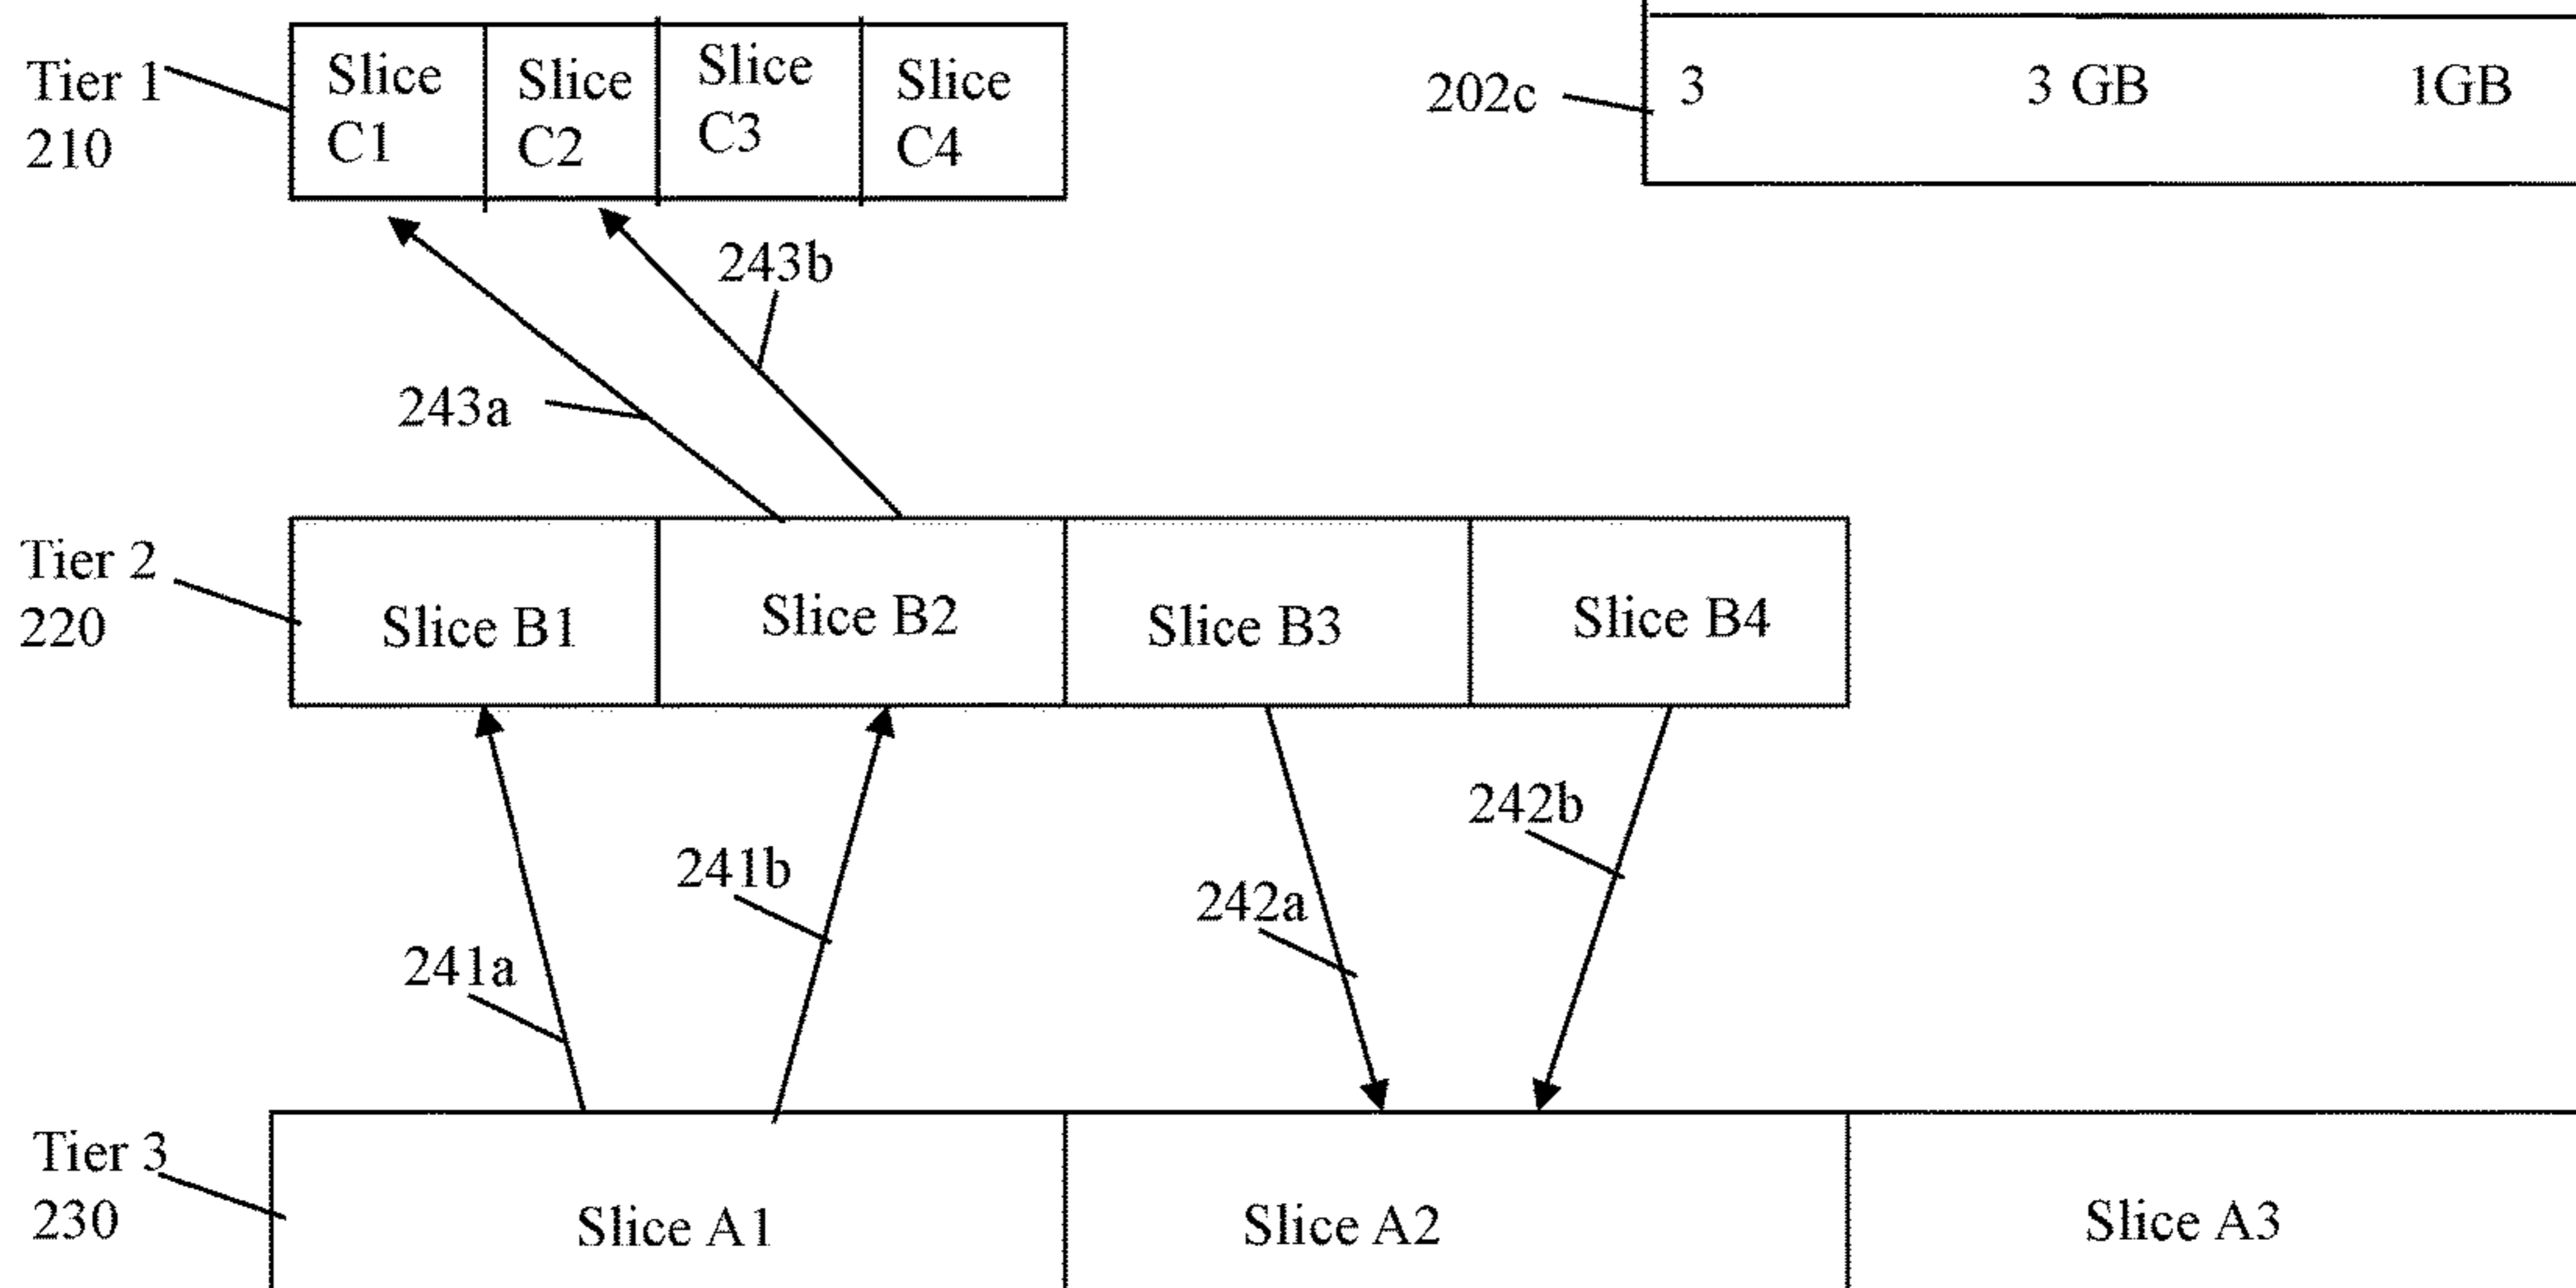 Tier 1
210
Slice
C1
Slice
C2
Slice
C3
Slice
C4
202c
3 3 GB 1GB
243b
243a
Tier 2
220
Slice B1
Slice B2
Slice B3
Slice B4
242b
241b
242a
241a
Tier 3
230
Slice A1
Slice A2
Slice A3